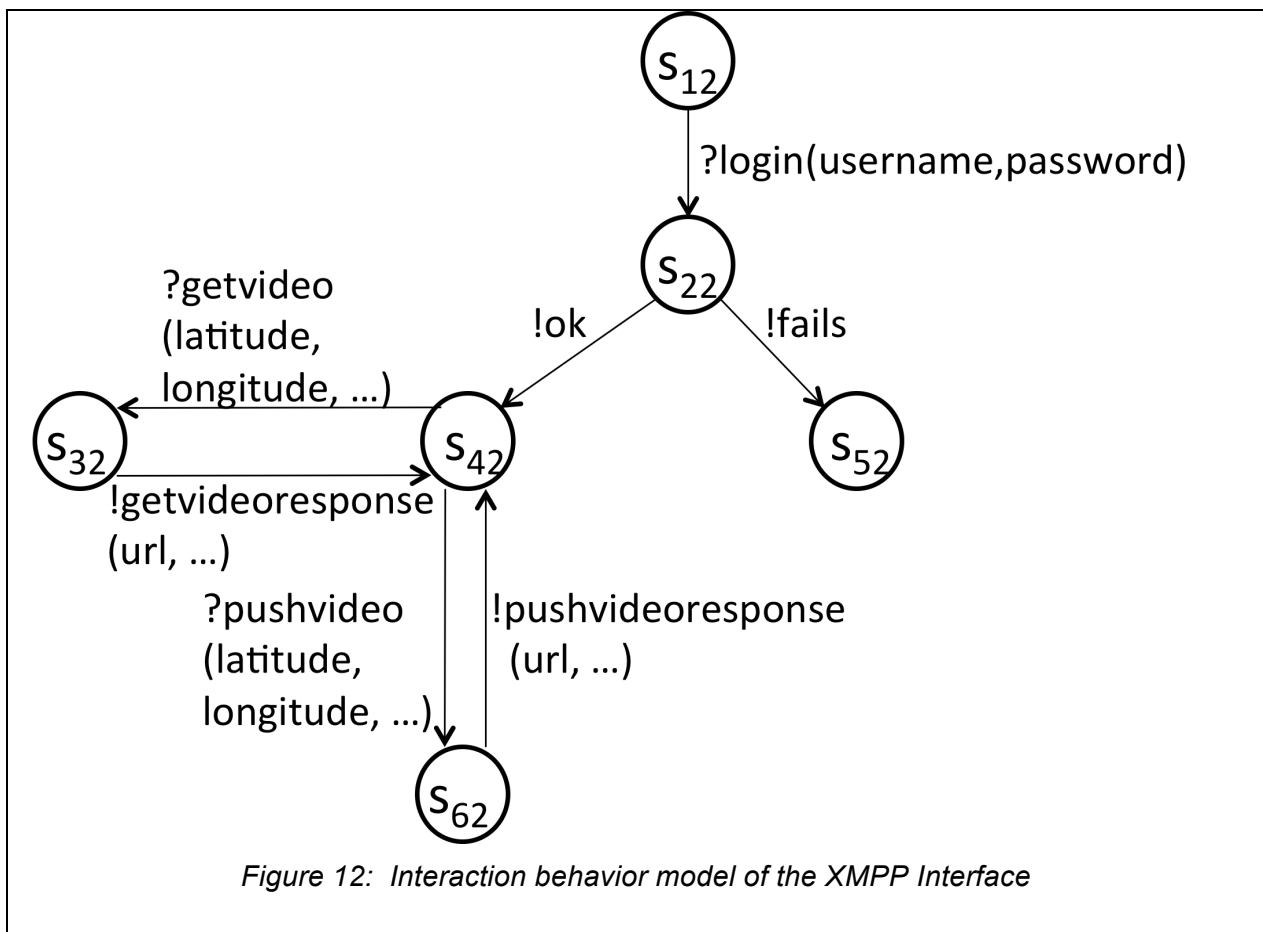 s12
?login(username,password)
s22
!ok
!fails
?getvideo
(latitude,
longitude, ...)
s32
s42
s52
!getvideoresponse
(url, ...)
?pushvideo
(latitude,
longitude, ...)
!pushvideoresponse
(url, ...)
s62
Figure 12: Interaction behavior model of the XMPP Interface